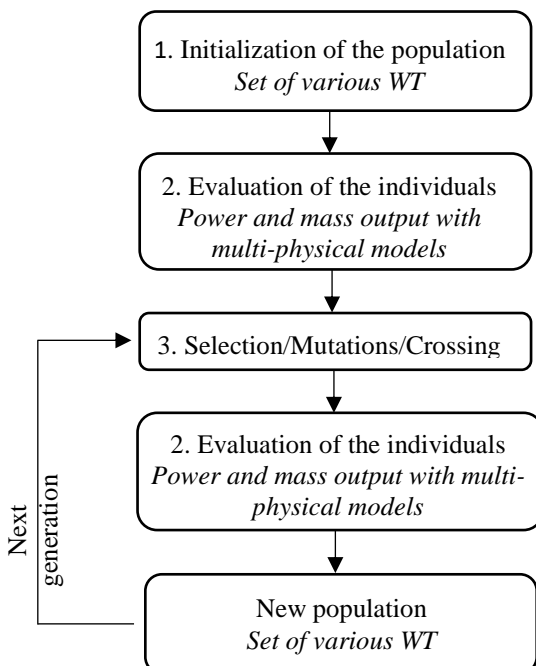 1. Initialization of the population
Set of various WT
2. Evaluation of the individuals
Power and mass output with
multi-physical models
3. Selection/Mutations/Crossing
2. Evaluation of the individuals
Power and mass output with multi-
physical models
Next
generation
New population
Set of various WT